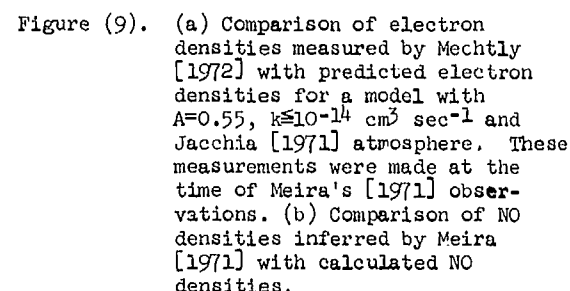 Figure (9). (a) Comparison of electron
densities measured by Mechtly
[1972] with predicted electron
densities for a model with
A=0.55, k≦10-14 cm3 sec-1 and
Jacchia [1971] atmosphere. These
measurements were made at the
time of Meira's [1971] obser-
vations. (b) Comparison of NO
densities inferred by Meira
[1971] with calculated NO
densities.